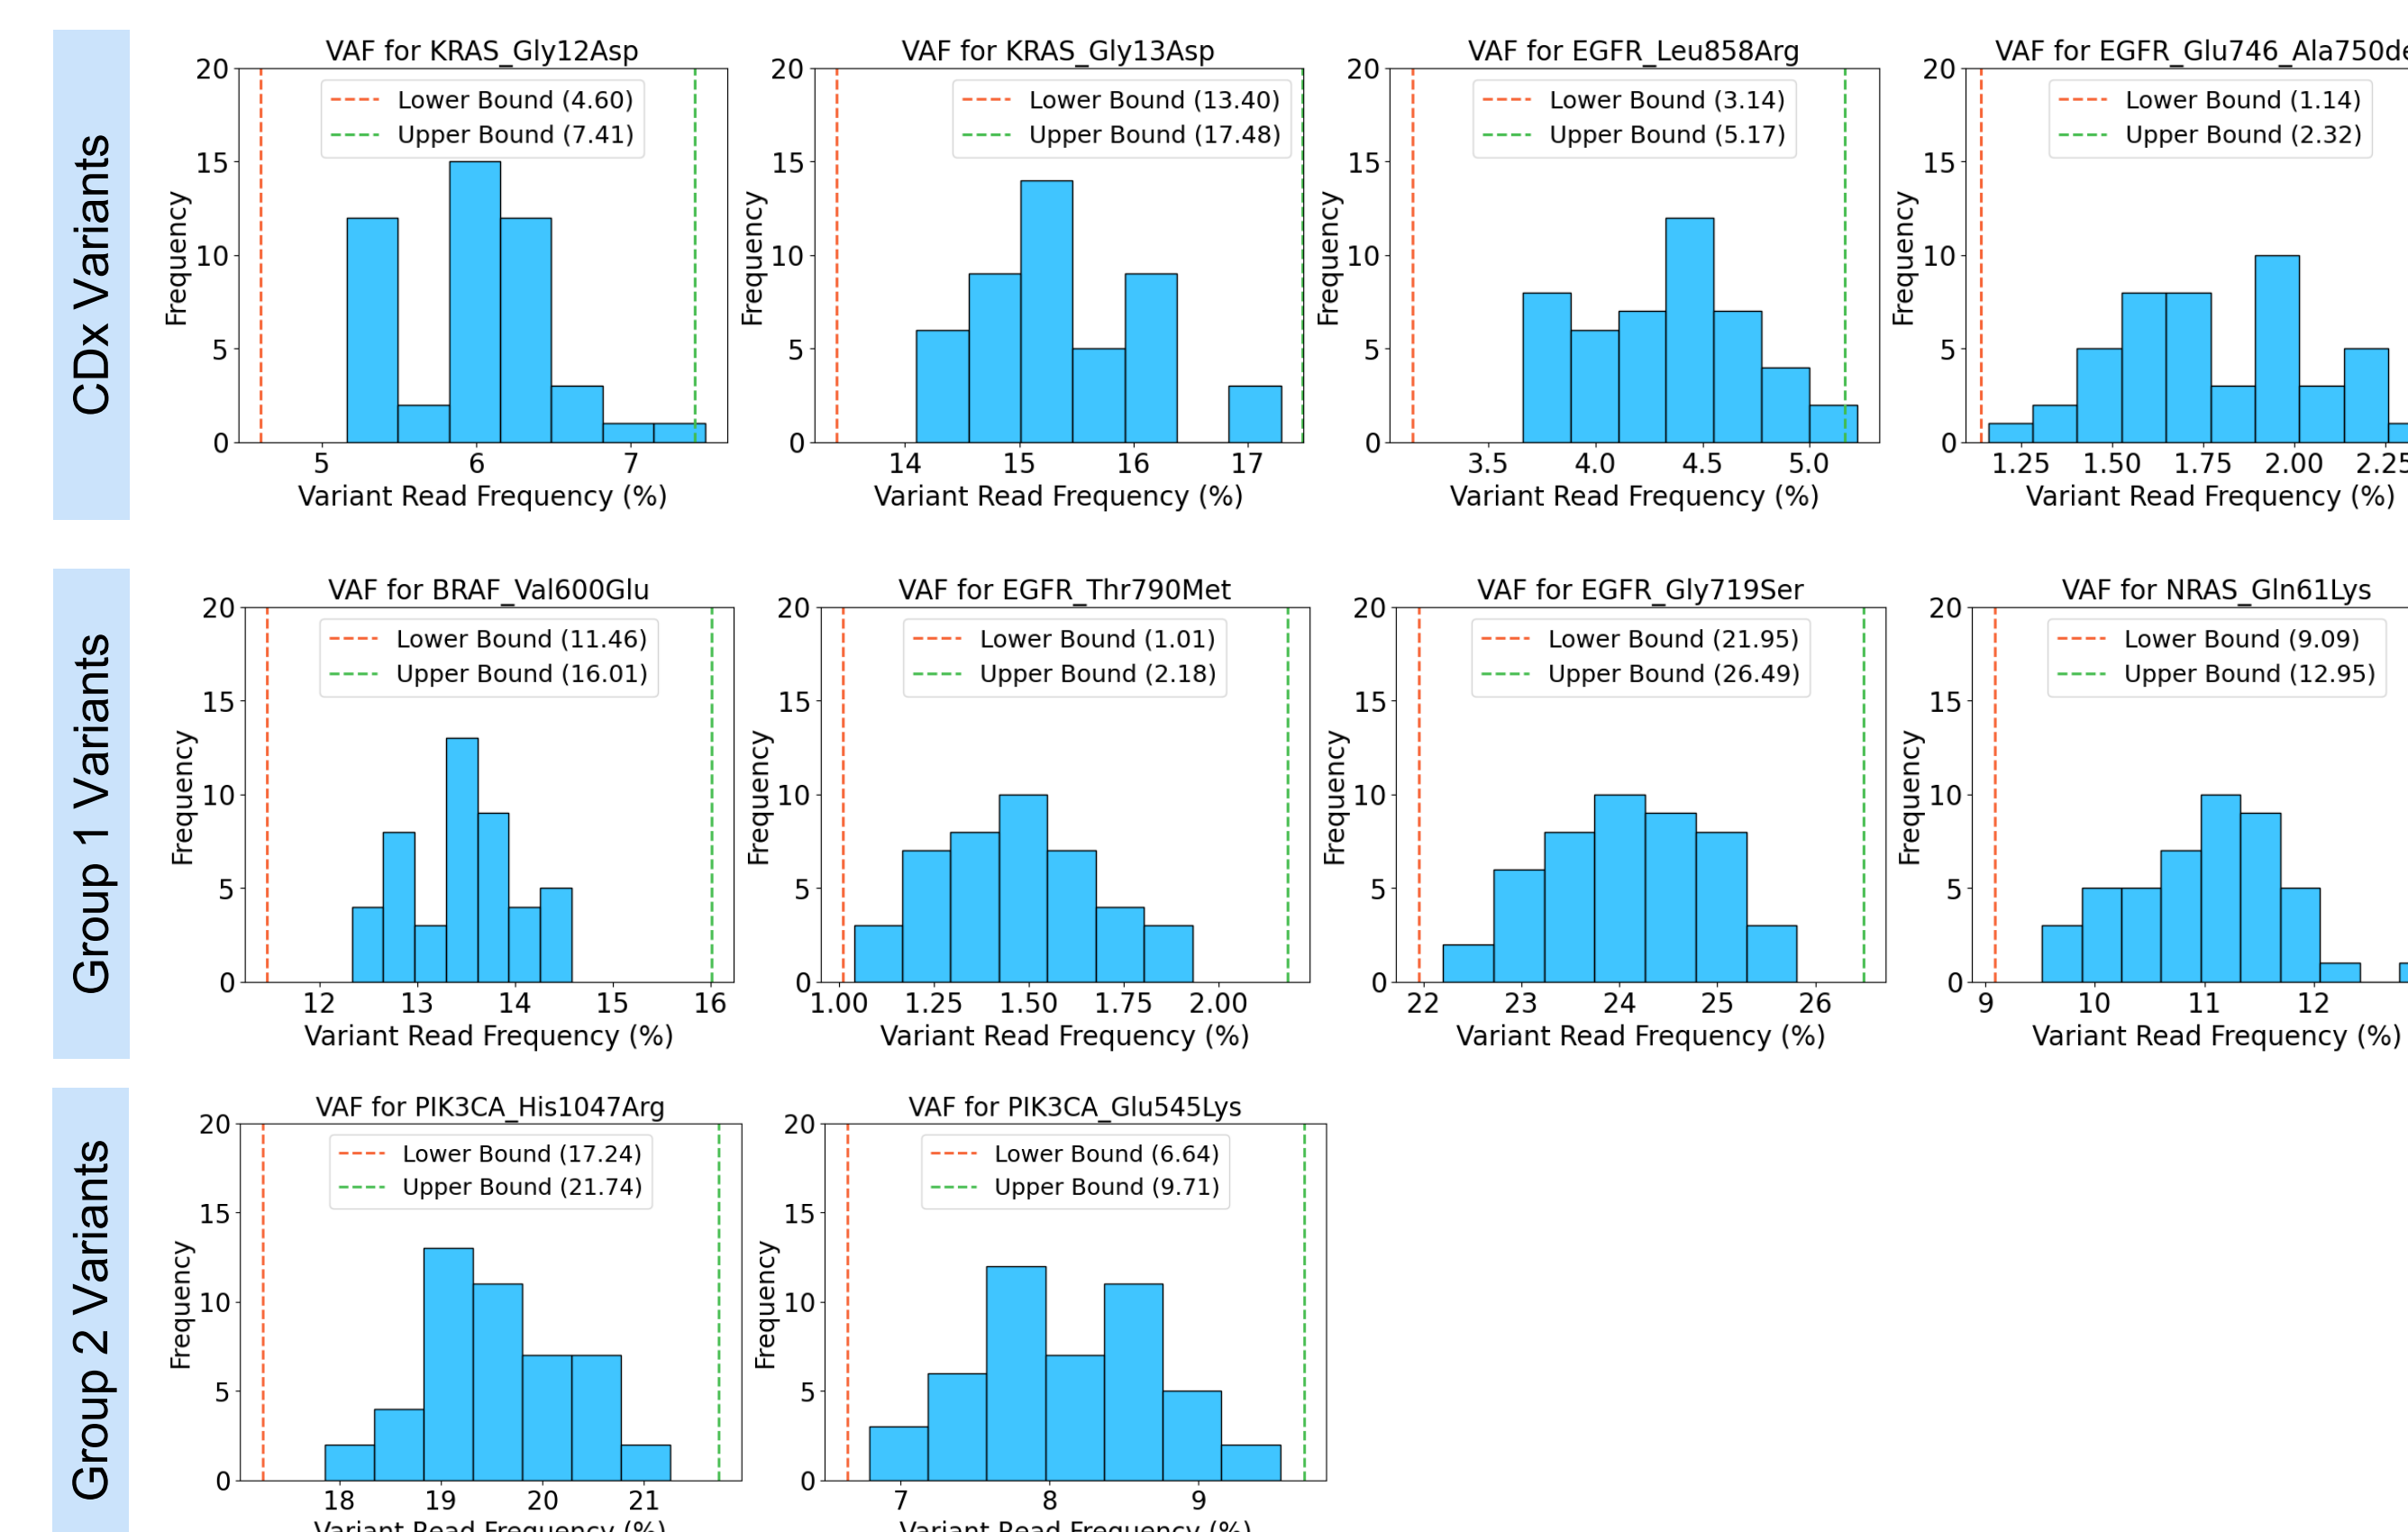 CDx Variants
VAF for KRAS_Gly12Asp
20
15
10
5
0
Frequency
Lower Bound (4.60)
Upper Bound (7.41)
5 6 7
Variant Read Frequency (%)
VAF for KRAS_Gly13Asp
20
15
10
5
0
Frequency
Lower Bound (13.40)
Upper Bound (17.48)
14 15 16 17
Variant Read Frequency (%)
VAF for EGFR_Leu858Arg
20
15
10
5
0
Frequency
Lower Bound (3.14)
Upper Bound (5.17)
3.5 4.0 4.5 5.0
Variant Read Frequency (%)
VAF for EGFR_Glu746_Ala750de
20
15
10
5
0
Frequency
Lower Bound (1.14)
Upper Bound (2.32)
1.25 1.50 1.75 2.00 2.25
Variant Read Frequency (%)
Group 1 Variants
VAF for BRAF_Val600Glu
20
15
10
5
0
Frequency
Lower Bound (11.46)
Upper Bound (16.01)
12 13 14 15 16
Variant Read Frequency (%)
VAF for EGFR_Thr790Met
20
15
10
5
0
Frequency
Lower Bound (1.01)
Upper Bound (2.18)
1.00 1.25 1.50 1.75 2.00
Variant Read Frequency (%)
VAF for EGFR_Gly719Ser
20
15
10
5
0
Frequency
Lower Bound (21.95)
Upper Bound (26.49)
22 23 24 25 26
Variant Read Frequency (%)
VAF for NRAS_Gln61Lys
20
15
10
5
0
Frequency
Lower Bound (9.09)
Upper Bound (12.95)
9 10 11 12
Variant Read Frequency (%)
Group 2 Variants
VAF for PIK3CA_His1047Arg
20
15
10
5
0
Frequency
Lower Bound (17.24)
Upper Bound (21.74)
18 19 20 21
Variant Read Frequency (%)
VAF for PIK3CA_Glu545Lys
20
15
10
5
0
Frequency
Lower Bound (6.64)
Upper Bound (9.71)
7 8 9
Variant Read Frequency (%)